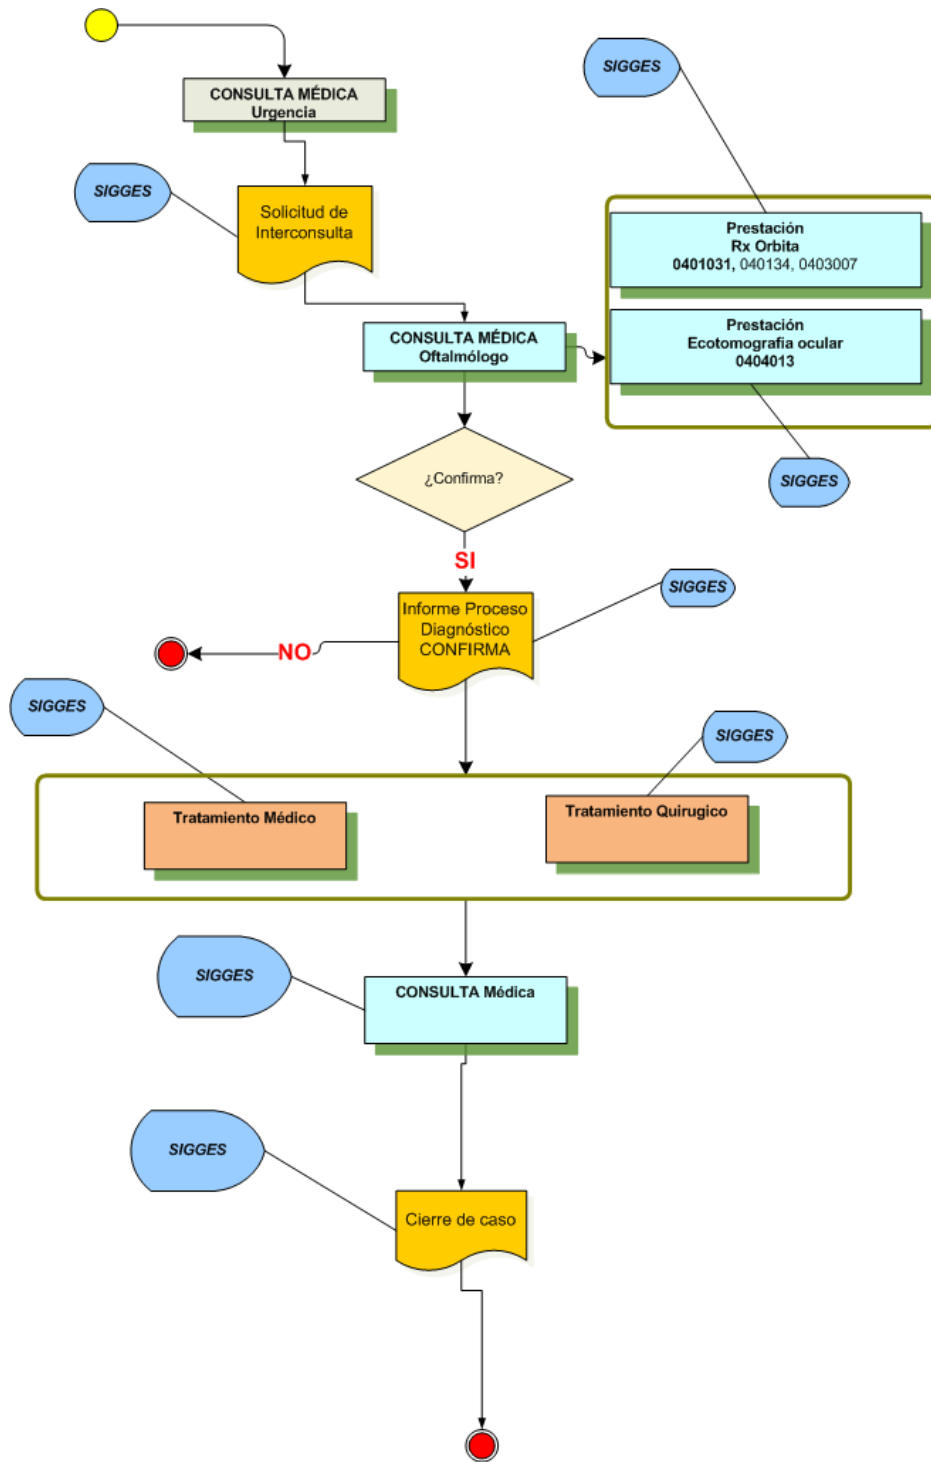 SIGGES
CONSULTA MÉDICA
Urgencia
SIGGES
Solicitud de
Interconsulta
Prestación
Rx Orbita
0401031, 040134, 0403007
CONSULTA MÉDICA
Oftalmólogo
Prestación
Ecotomografia ocular
0404013
¿Confirma?
SIGGES
SI
Informe Proceso
Diagnóstico
CONFIRMA
SIGGES
NO
SIGGES
SIGGES
Tratamiento Médico
Tratamiento Quirugico
SIGGES
CONSULTA Médica
SIGGES
Cierre de caso